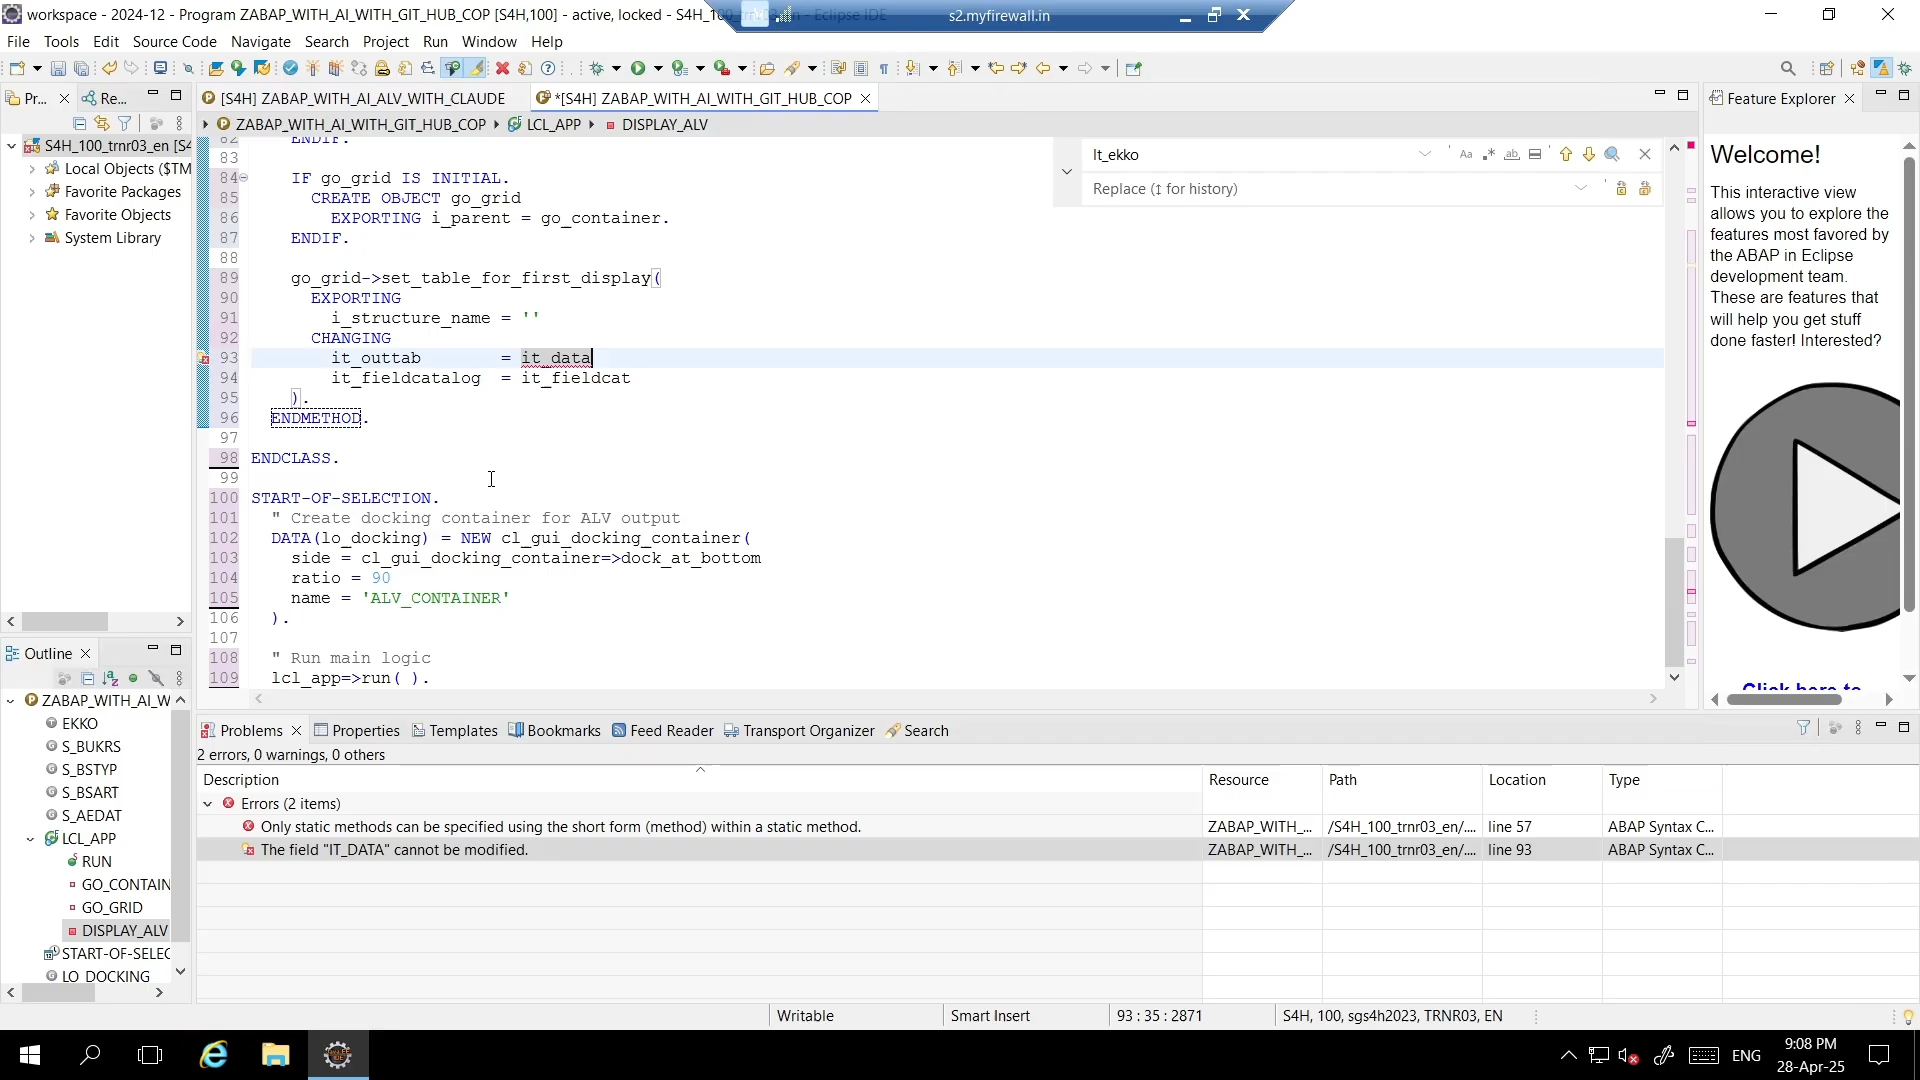 workspace - 2024-12 - Program ZABAP_WITH_AI_WITH_GIT_HUB_COP [S4H,100] - active, locked - S4H_100_trnr03_en - Eclipse IDE
s2.myfirewall.in
File Tools Edit Source Code Navigate Search Project Run Window Help
Pr... Re...
[S4H] ZABAP_WITH_AI_ALV_WITH_CLAUDE
*[S4H] ZABAP_WITH_AI_WITH_GIT_HUB_COP
Feature Explorer
ZABAP_WITH_AI_WITH_GIT_HUB_COP LCL_APP DISPLAY_ALV
S4H_100_trnr03_en [S4
Local Objects ($TM
Favorite Packages
Favorite Objects
System Library
82 ENDIF.
83
84 IF go_grid IS INITIAL.
85 CREATE OBJECT go_grid
86 EXPORTING i_parent = go_container.
87 ENDIF.
88
89 go_grid->set_table_for_first_display(
90 EXPORTING
91 i_structure_name = ''
92 CHANGING
93 it_outtab = it_data
94 it_fieldcatalog = it_fieldcat
95 ).
96 ENDMETHOD.
97
98 ENDCLASS.
99
100 START-OF-SELECTION.
101 " Create docking container for ALV output
102 DATA(lo_docking) = NEW cl_gui_docking_container(
103 side = cl_gui_docking_container=>dock_at_bottom
104 ratio = 90
105 name = 'ALV_CONTAINER'
106 ).
107
108 " Run main logic
109 lcl_app=>run( ).
lt_ekko
Replace (↕ for history)
Welcome!
This interactive view
allows you to explore the
features most favored by
the ABAP in Eclipse
development team.
These are features that
will help you get stuff
done faster! Interested?
Click here to
Outline
ZABAP_WITH_AI_W
EKKO
S_BUKRS
S_BSTYP
S_BSART
S_AEDAT
LCL_APP
RUN
GO_CONTAIN
GO_GRID
DISPLAY_ALV
START-OF-SELEC
LO_DOCKING
Problems Properties Templates Bookmarks Feed Reader Transport Organizer Search
2 errors, 0 warnings, 0 others
Description Resource Path Location Type
Errors (2 items)
Only static methods can be specified using the short form (method) within a static method. ZABAP_WITH_... /S4H_100_trnr03_en/.... line 57 ABAP Syntax C...
The field "IT_DATA" cannot be modified. ZABAP_WITH_... /S4H_100_trnr03_en/.... line 93 ABAP Syntax C...
Writable Smart Insert 93 : 35 : 2871 S4H, 100, sgs4h2023, TRNR03, EN
ENG
9:08 PM
28-Apr-25